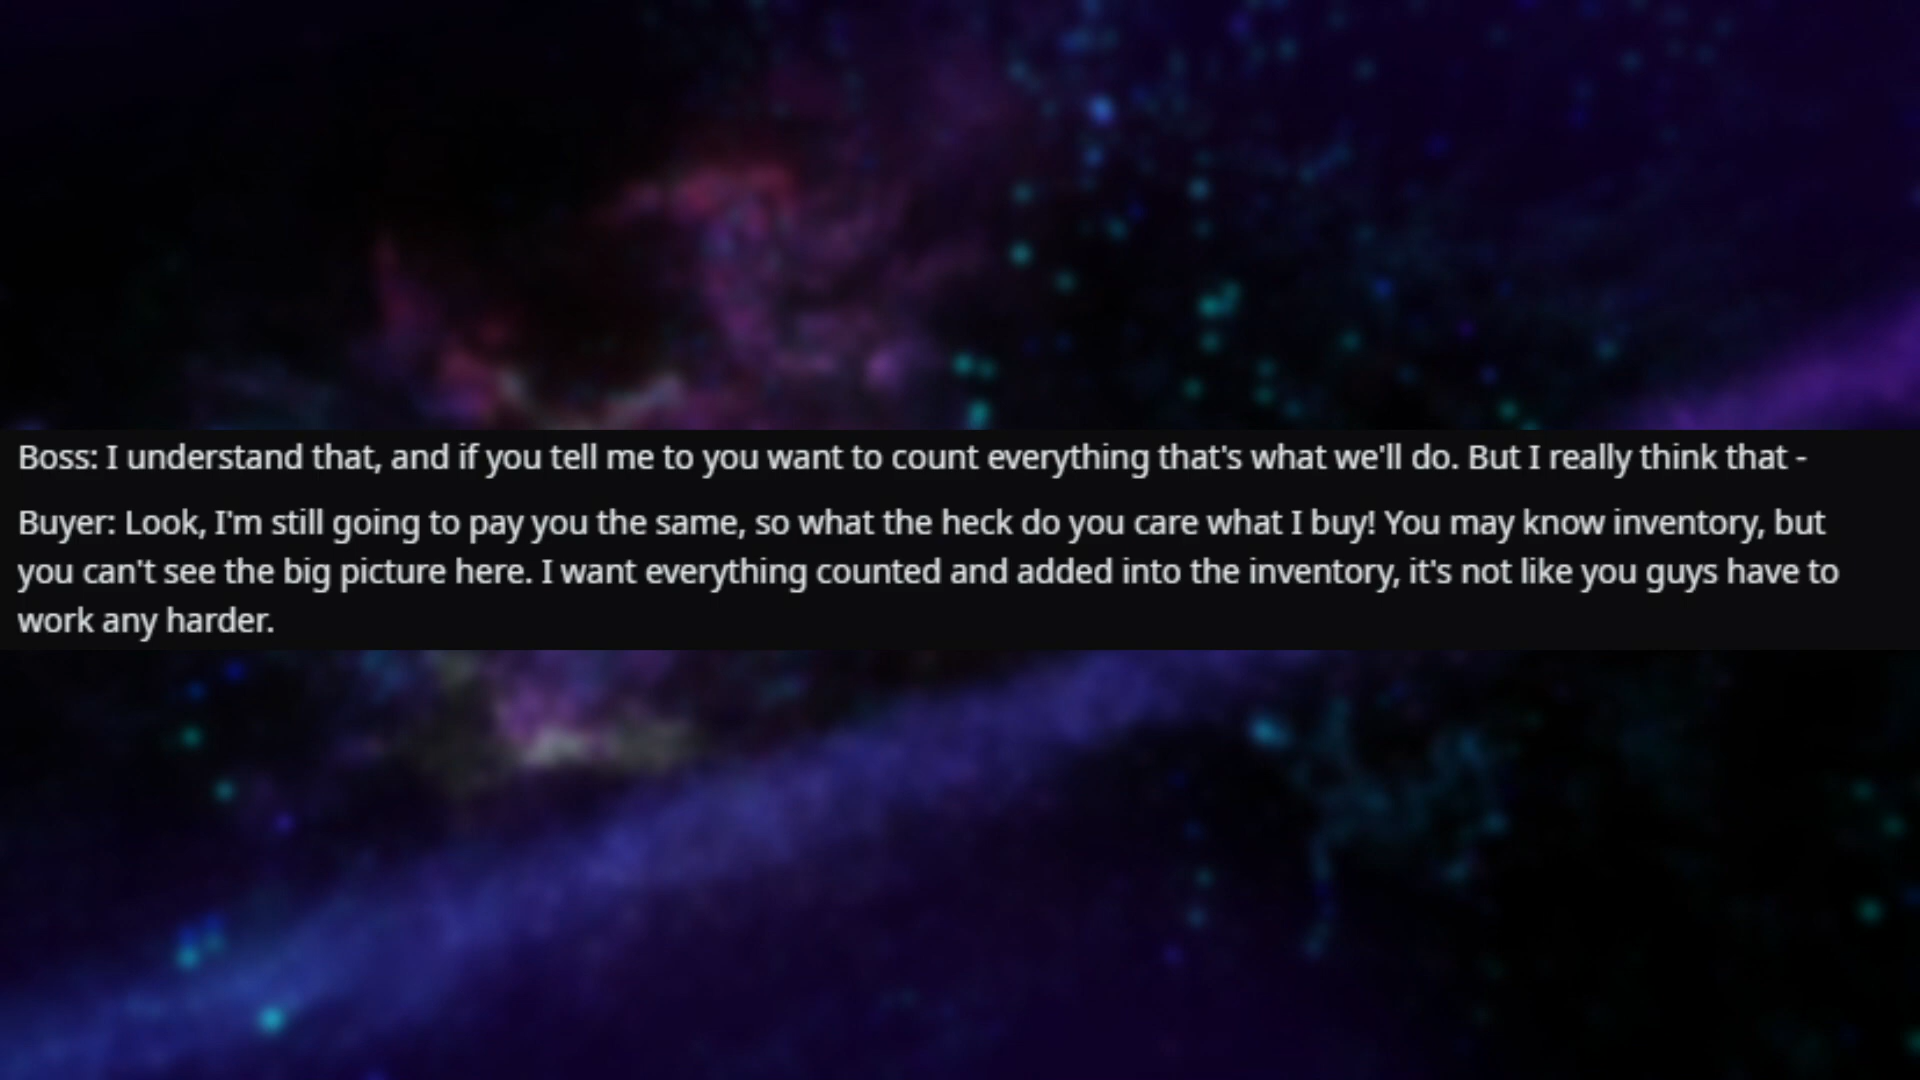 Boss: I understand that, and if you tell me to you want to count everything that's what we'll do. But I really think that -
Buyer: Look, I'm still going to pay you the same, so what the heck do you care what I buy! You may know inventory, but
you can't see the big picture here. I want everything counted and added into the inventory, it's not like you guys have to
work any harder.